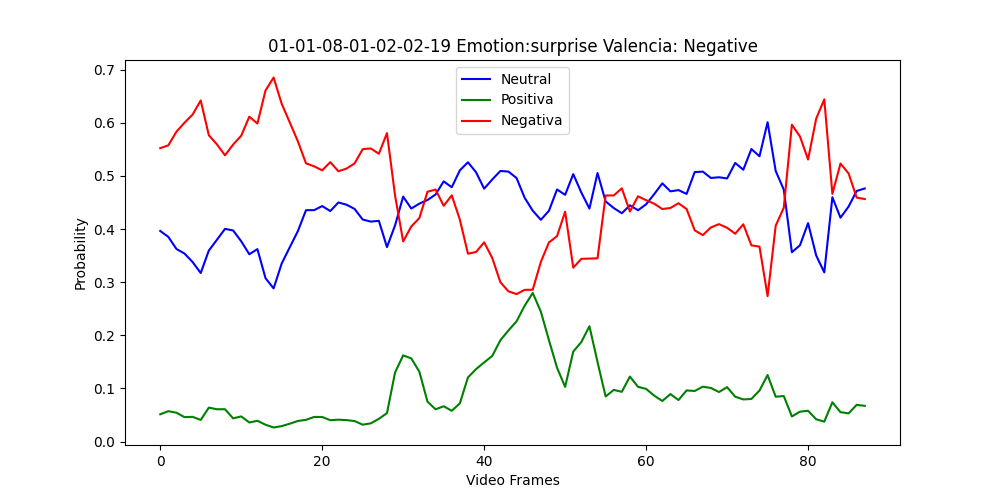 01-01-08-01-02-02-19 Emotion:surprise Valencia: Negative
Neutral
Positiva
Negativa
Probability
0.7
0.6
0.5
0.4
0.3
0.2
0.1
0.0
0 20 40 60 80
Video Frames